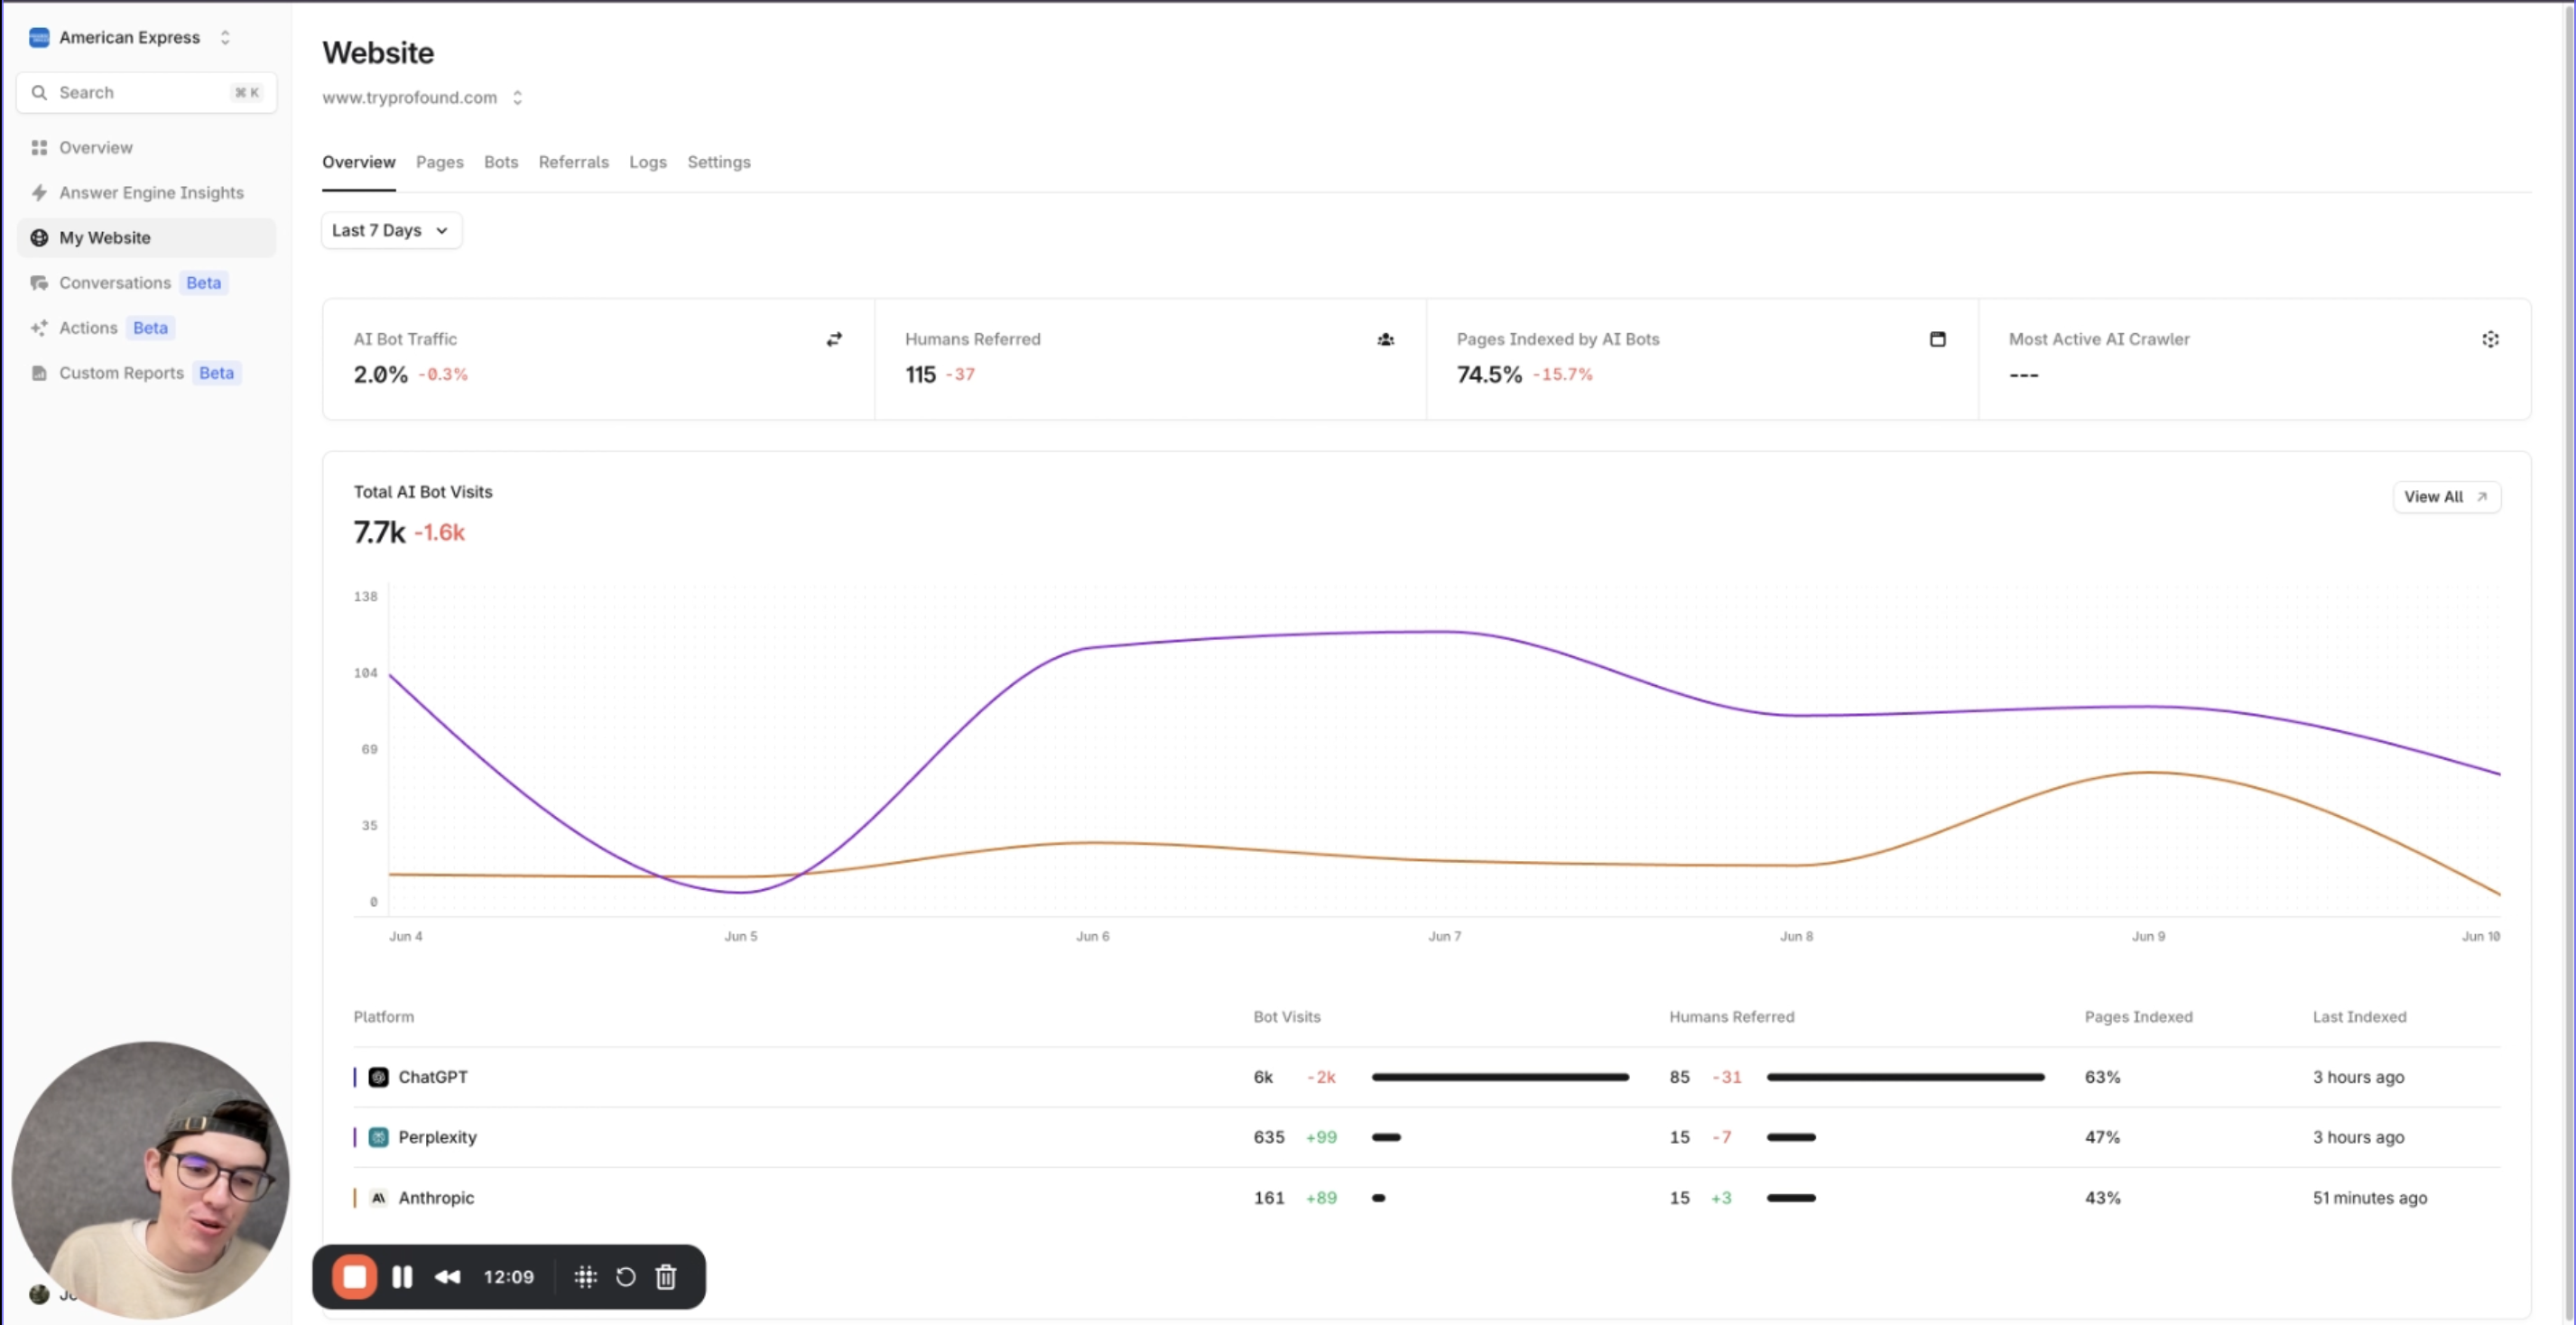 American Express
Search ⌘ K
Overview
Answer Engine Insights
My Website
Conversations Beta
Actions Beta
Custom Reports Beta
Website
www.tryprofound.com
Overview Pages Bots Referrals Logs Settings
Last 7 Days
AI Bot Traffic
2.0% -0.3%
Humans Referred
115 -37
Pages Indexed by AI Bots
74.5% -15.7%
Most Active AI Crawler
---
Total AI Bot Visits
7.7k -1.6k
View All
138
104
69
35
0
Jun 4 Jun 5 Jun 6 Jun 7 Jun 8 Jun 9 Jun 10
Platform Bot Visits Humans Referred Pages Indexed Last Indexed
ChatGPT 6k -2k 85 -31 63% 3 hours ago
Perplexity 635 +99 15 -7 47% 3 hours ago
Anthropic 161 +89 15 +3 43% 51 minutes ago
12:09